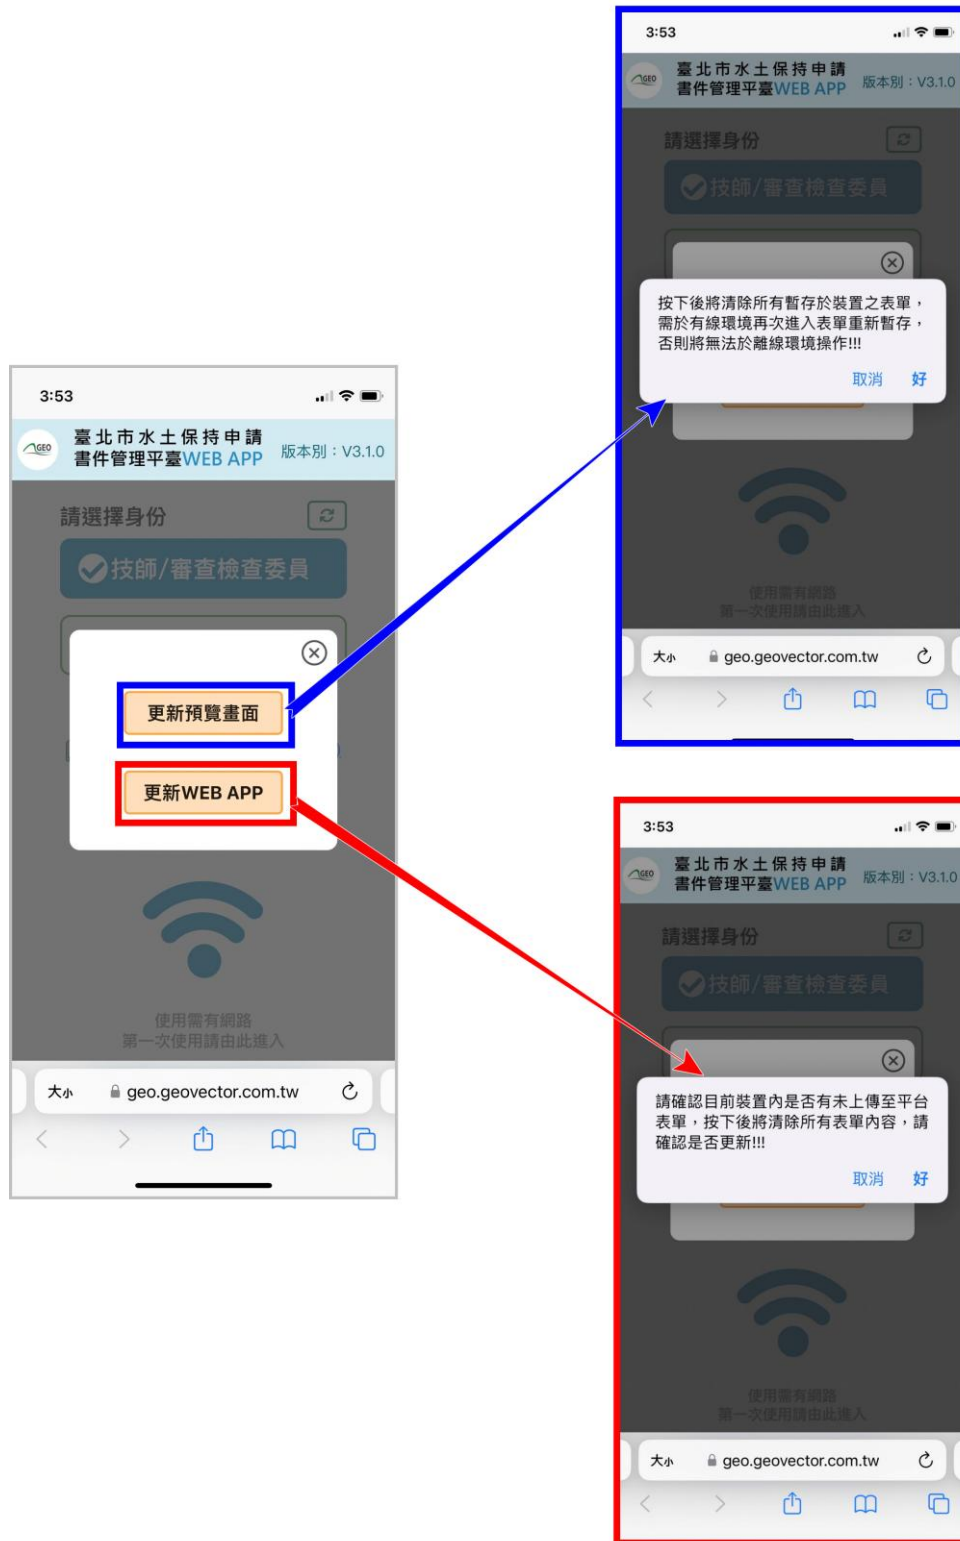 3:53
GEO
臺北市水土保持申請
書件管理平臺WEB APP
版本別：V3.1.0
請選擇身份
技師/審查檢查委員
更新預覽畫面
更新WEB APP
使用需有網路
第一次使用請由此進入
大小
geo.geovector.com.tw
3:53
GEO
臺北市水土保持申請
書件管理平臺WEB APP
版本別：V3.1.0
請選擇身份
技師/審查檢查委員
按下後將清除所有暫存於裝置之表單，
需於有線環境再次進入表單重新暫存，
否則將無法於離線環境操作!!!
取消
好
使用需有網路
第一次使用請由此進入
大小
geo.geovector.com.tw
3:53
GEO
臺北市水土保持申請
書件管理平臺WEB APP
版本別：V3.1.0
請選擇身份
技師/審查檢查委員
請確認目前裝置內是否有未上傳至平台
表單，按下後將清除所有表單內容，請
確認是否更新!!!
取消
好
使用需有網路
第一次使用請由此進入
大小
geo.geovector.com.tw